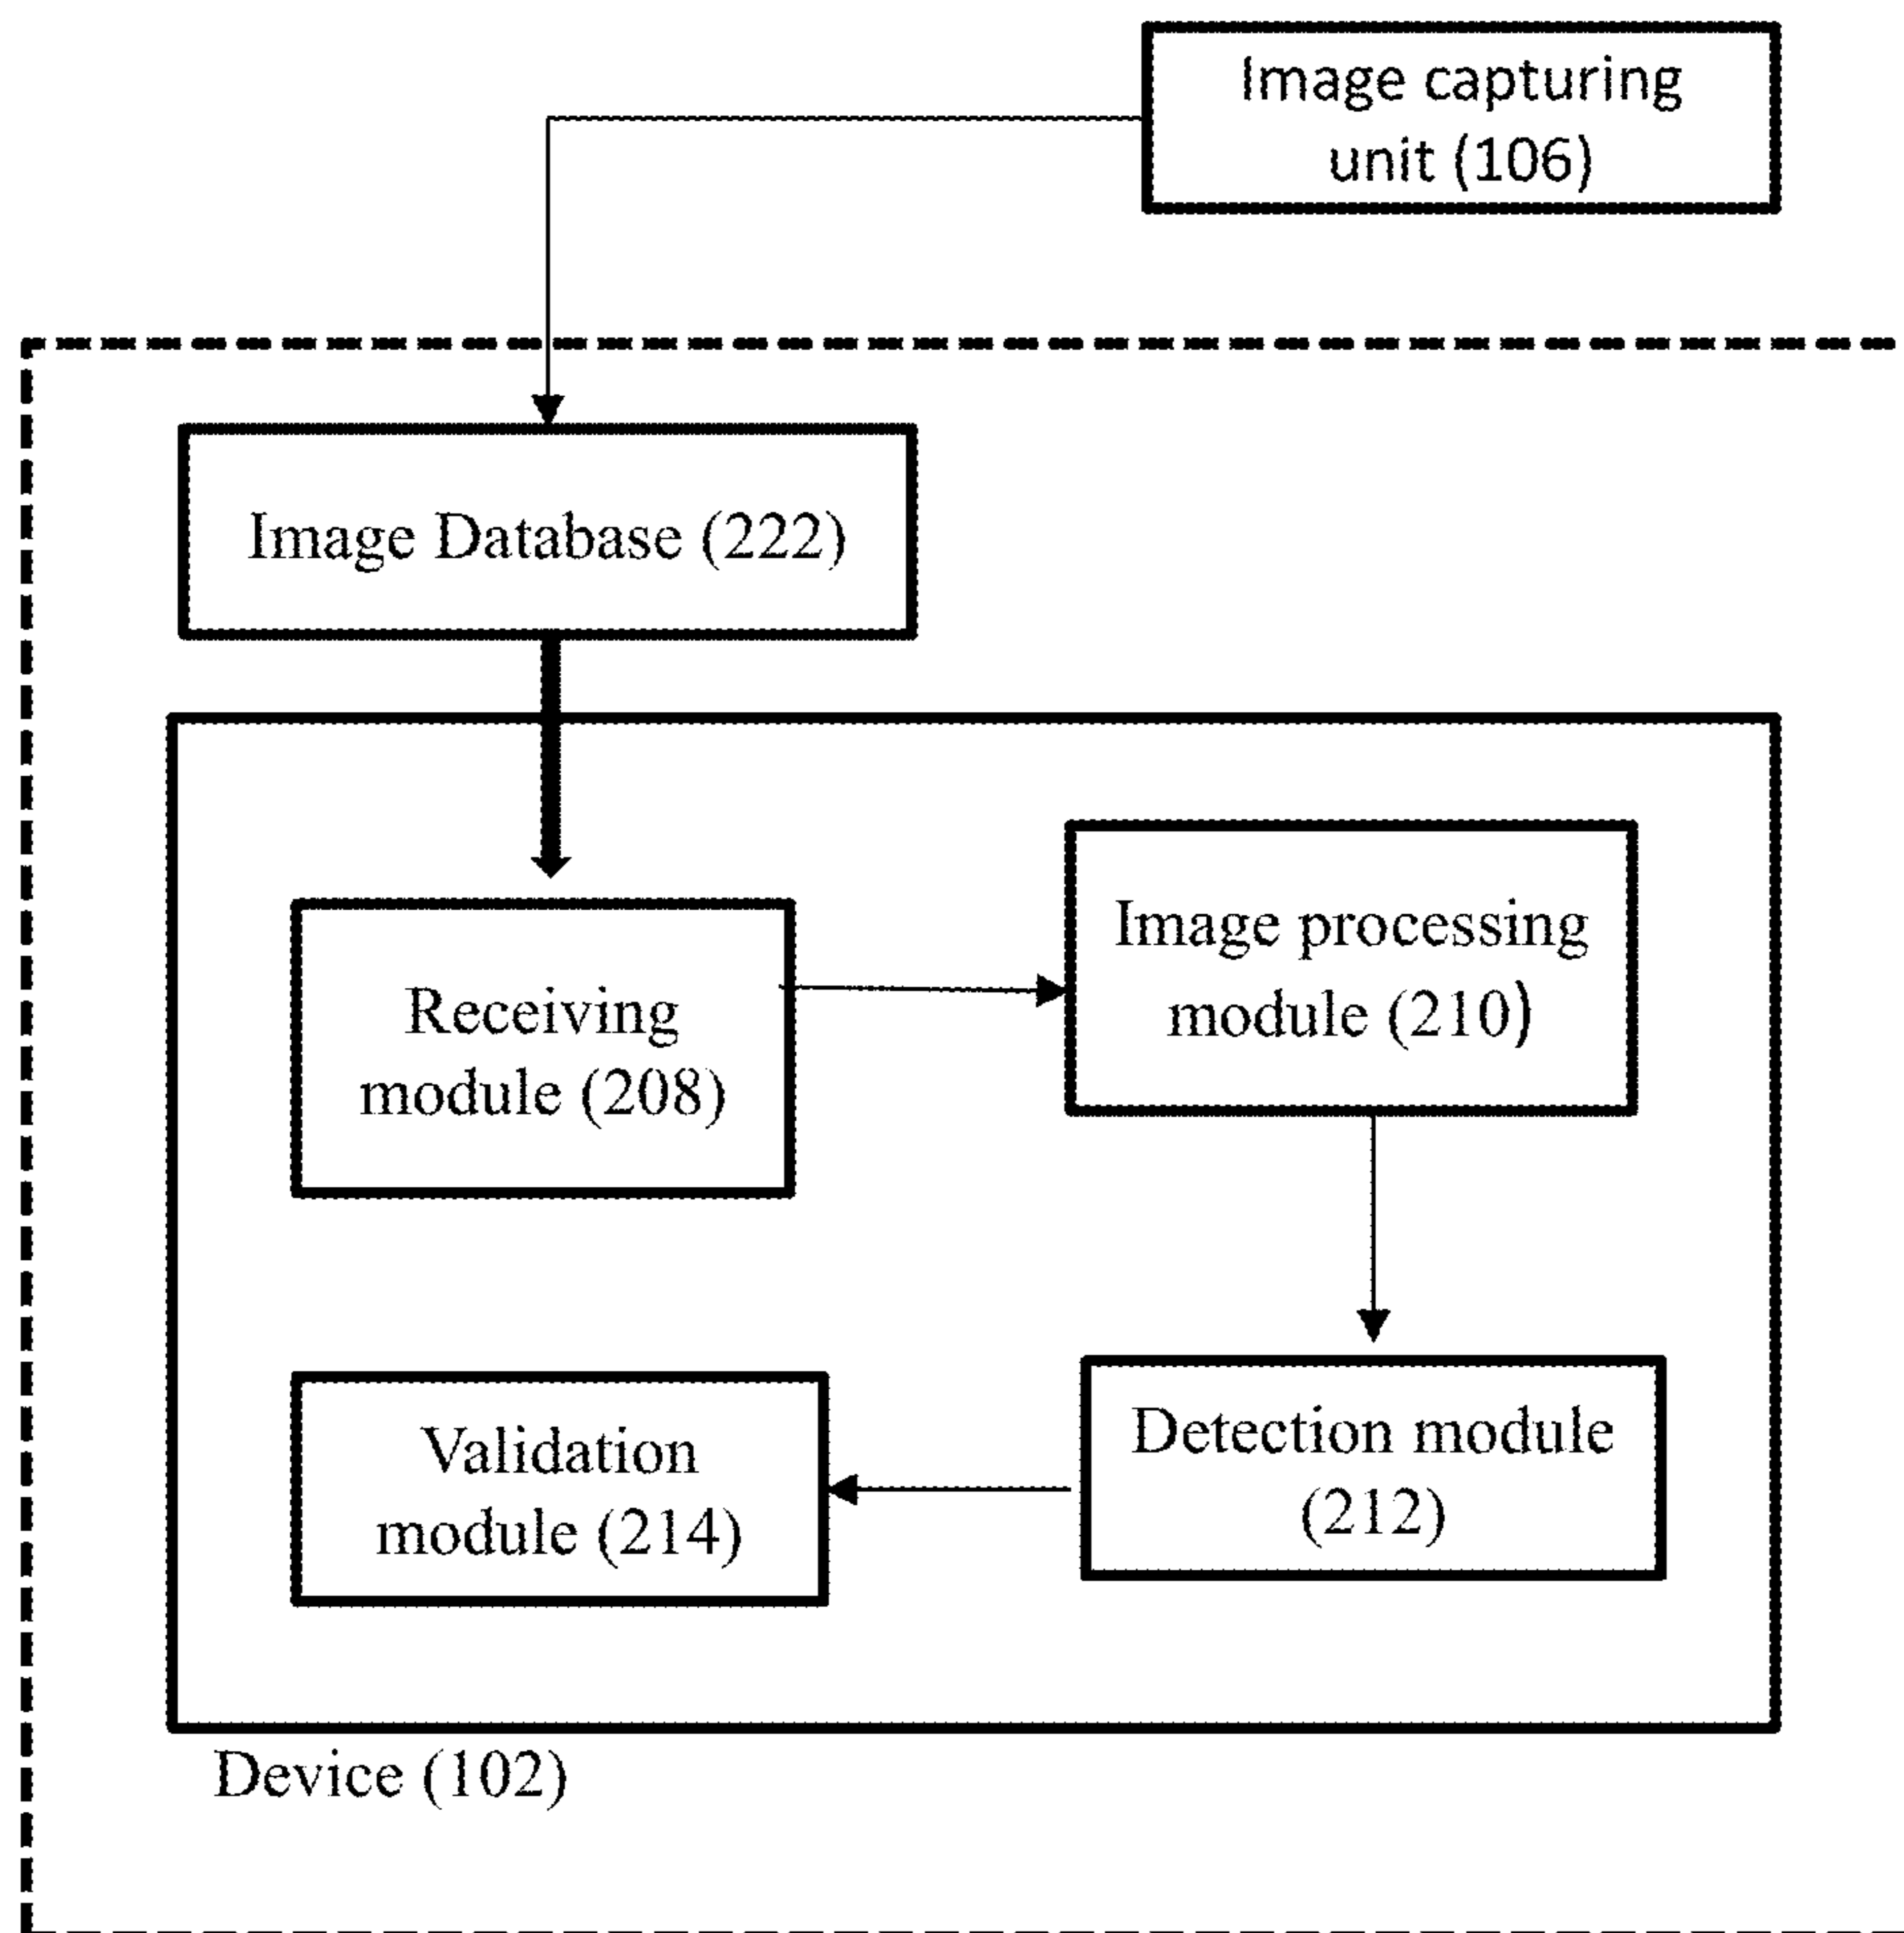 Image capturing
unit (106)
Image Database (222)
Receiving
module (208)
Image processing
module (210)
Validation
module (214)
Detection module
(212)
Device (102)